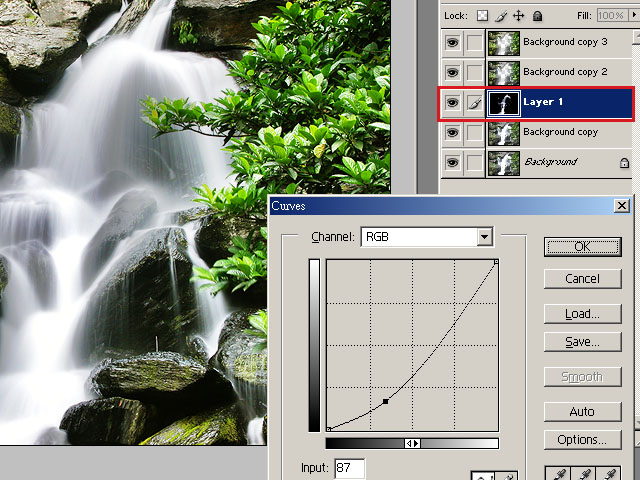 Lock: Fill: 100%
Background copy 3
Background copy 2
Layer 1
Background copy
Background
Curves
Channel: RGB
OK
Cancel
Load...
Save...
Smooth
Auto
Options...
Input: 87